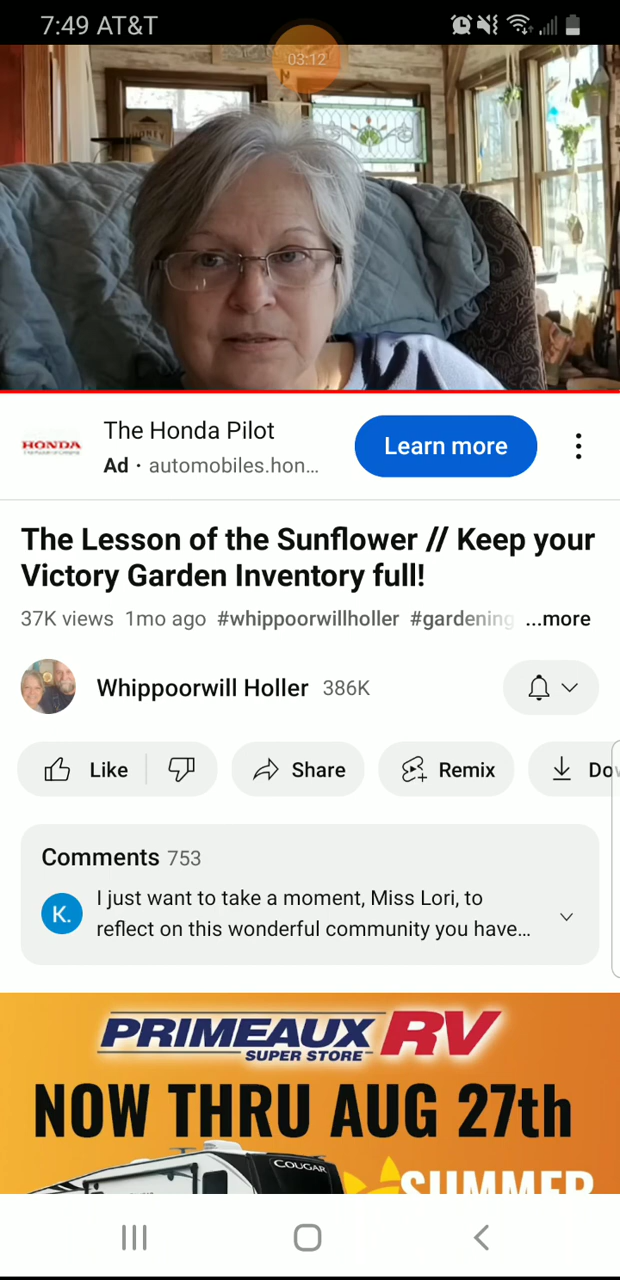 7:49 AT&T
03:12
HONDA
The Honda Pilot
Ad · automobiles.hon...
Learn more
The Lesson of the Sunflower // Keep your
Victory Garden Inventory full!
37K views 1mo ago #whippoorwillholler #gardening ...more
Whippoorwill Holler 386K
Like
Share
Remix
Dow
Comments 753
K.
I just want to take a moment, Miss Lori, to
reflect on this wonderful community you have...
PRIMEAUX RV
SUPER STORE
NOW THRU AUG 27th
COUGAR
SUMMER